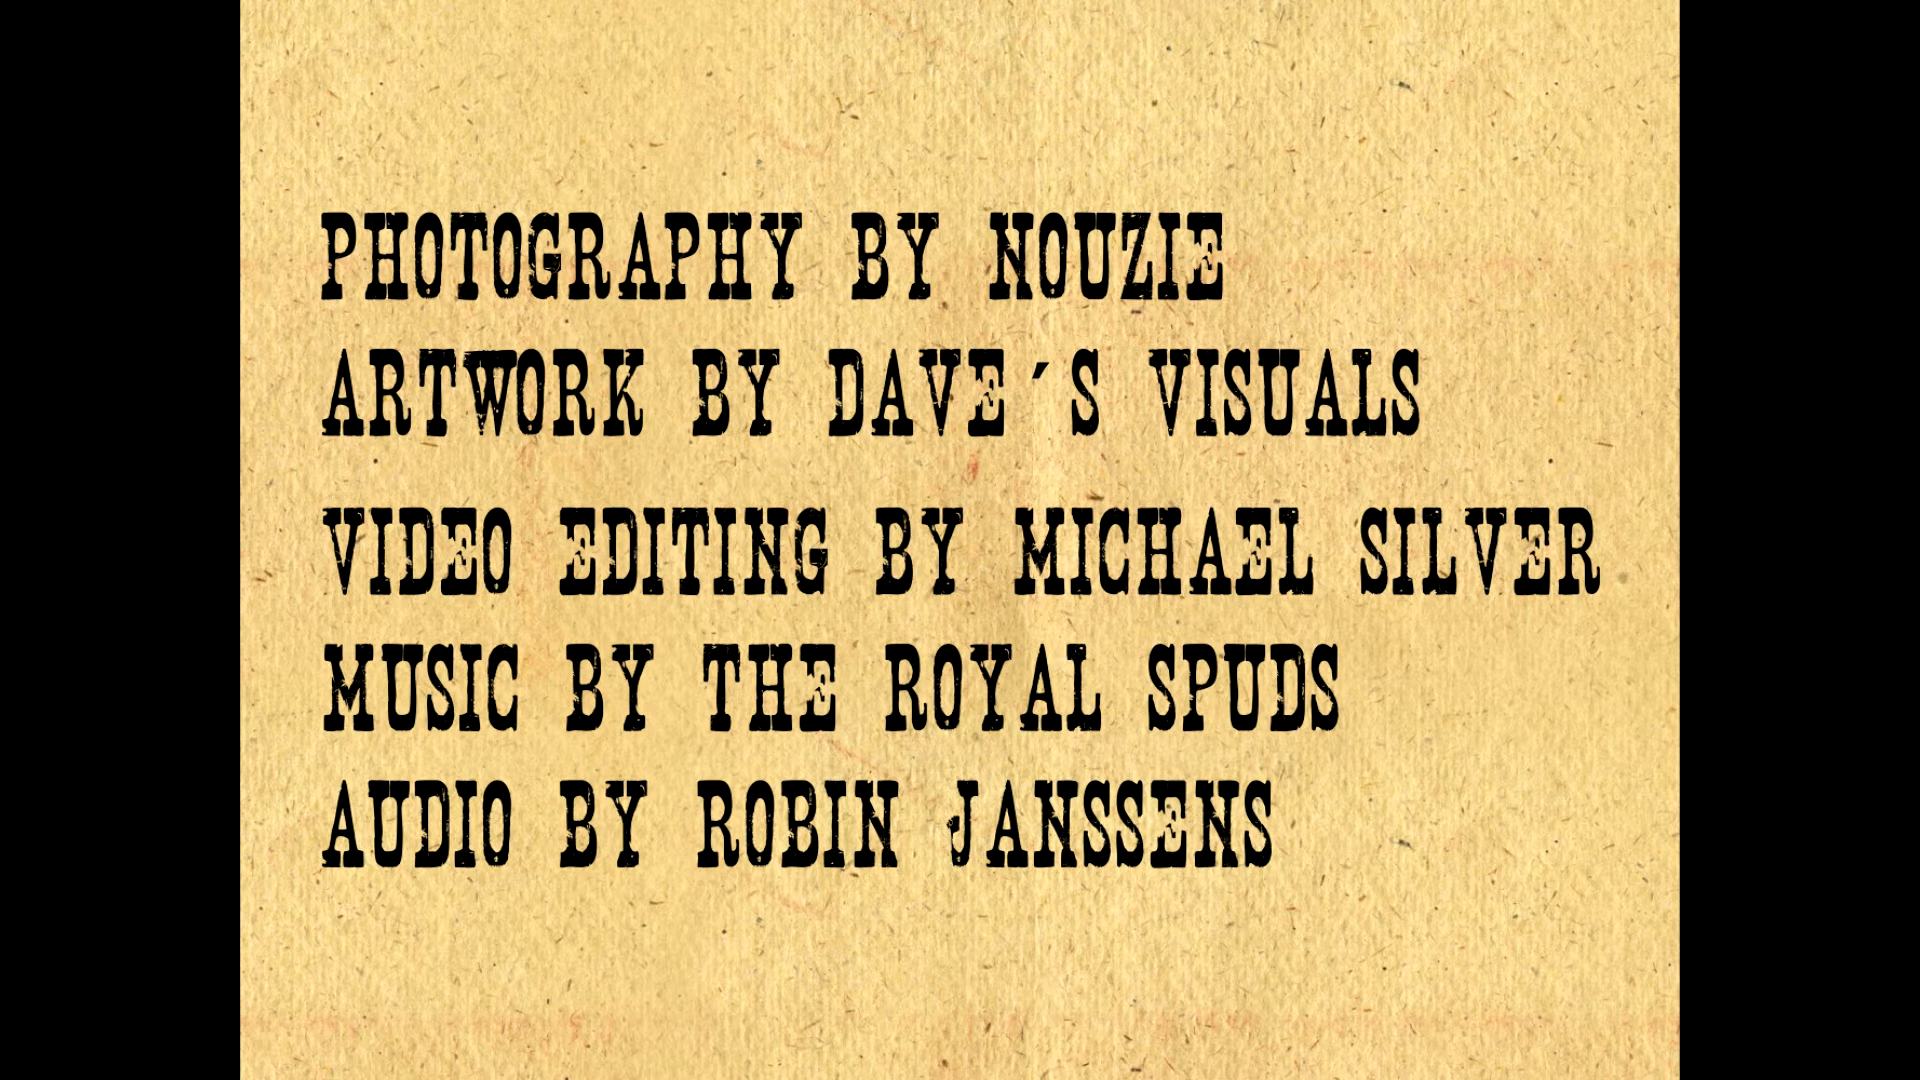 PHOTOGRAPHY BY NOUZIE
ARTWORK BY DAVE´S VISUALS
VIDEO EDITING BY MICHAEL SILVER
MUSIC BY THE ROYAL SPUDS
AUDIO BY ROBIN JANSSENS